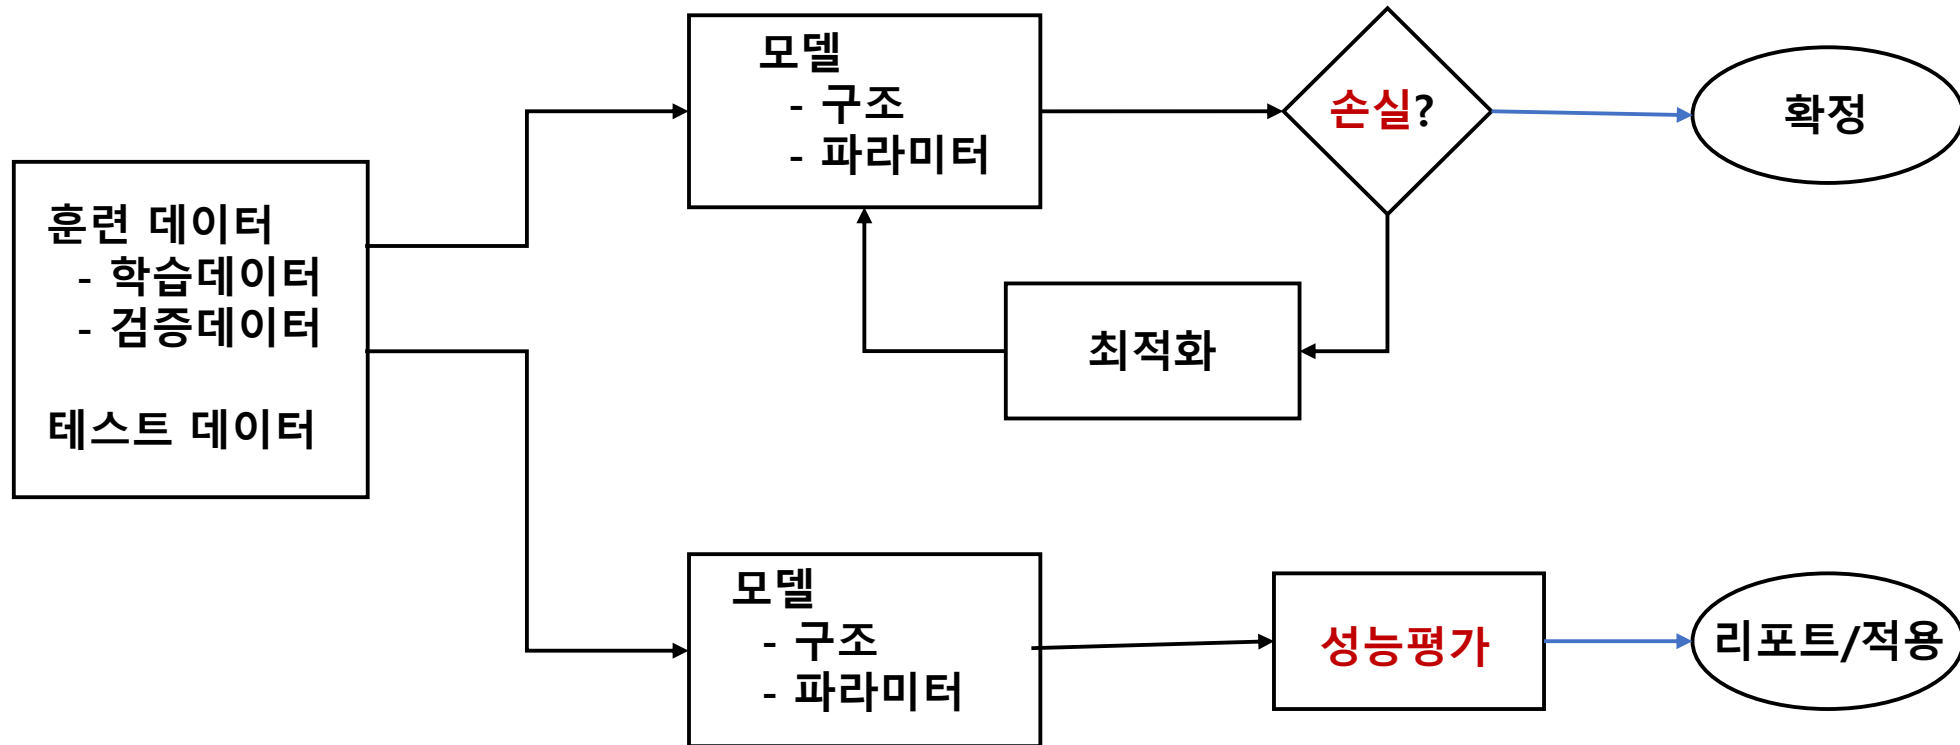 훈련 데이터
- 학습데이터
- 검증데이터
테스트 데이터
모델
- 구조
- 파라미터
손실?
확정
최적화
모델
- 구조
- 파라미터
성능평가
리포트/적용